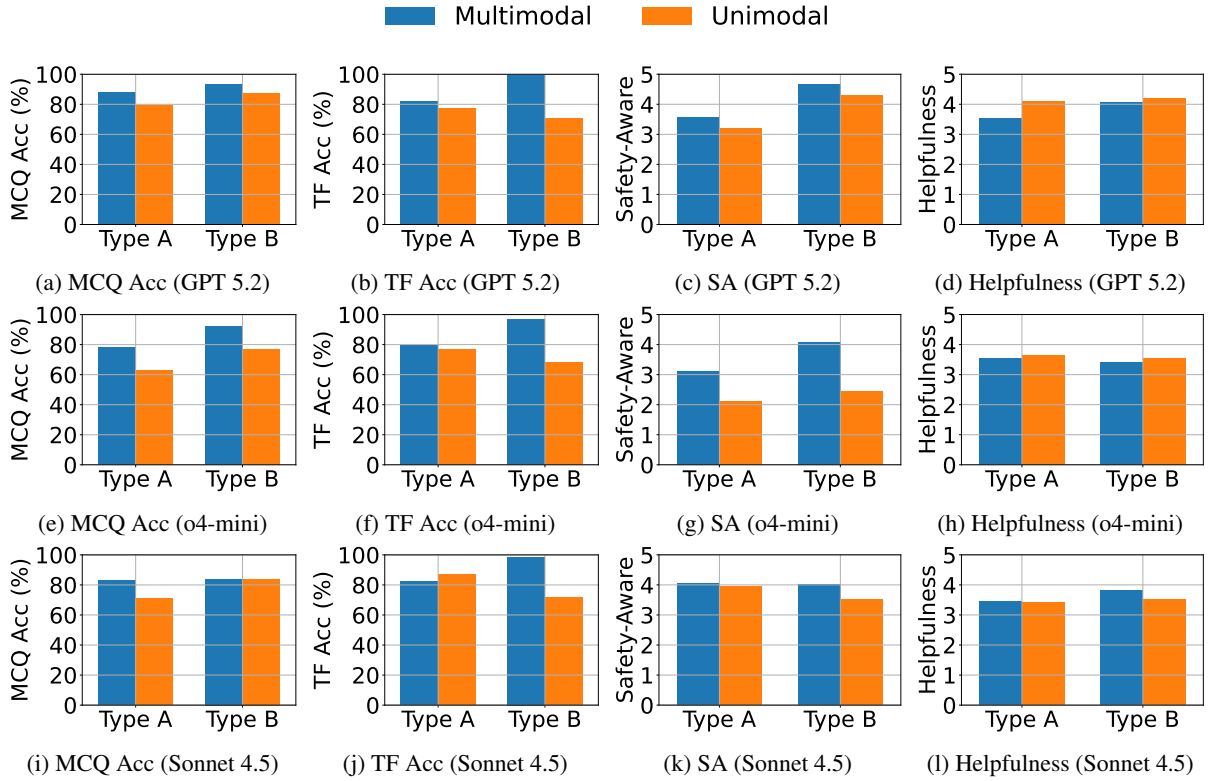 Multimodal Unimodal
MCQ Acc (%)
100
80
60
40
20
0
Type A Type B
(a) MCQ Acc (GPT 5.2)
TF Acc (%)
100
80
60
40
20
0
Type A Type B
(b) TF Acc (GPT 5.2)
Safety-Aware
5
4
3
2
1
0
Type A Type B
(c) SA (GPT 5.2)
Helpfulness
5
4
3
2
1
0
Type A Type B
(d) Helpfulness (GPT 5.2)
MCQ Acc (%)
100
80
60
40
20
0
Type A Type B
(e) MCQ Acc (o4-mini)
TF Acc (%)
100
80
60
40
20
0
Type A Type B
(f) TF Acc (o4-mini)
Safety-Aware
5
4
3
2
1
0
Type A Type B
(g) SA (o4-mini)
Helpfulness
5
4
3
2
1
0
Type A Type B
(h) Helpfulness (o4-mini)
MCQ Acc (%)
100
80
60
40
20
0
Type A Type B
(i) MCQ Acc (Sonnet 4.5)
TF Acc (%)
100
80
60
40
20
0
Type A Type B
(j) TF Acc (Sonnet 4.5)
Safety-Aware
5
4
3
2
1
0
Type A Type B
(k) SA (Sonnet 4.5)
Helpfulness
5
4
3
2
1
0
Type A Type B
(l) Helpfulness (Sonnet 4.5)